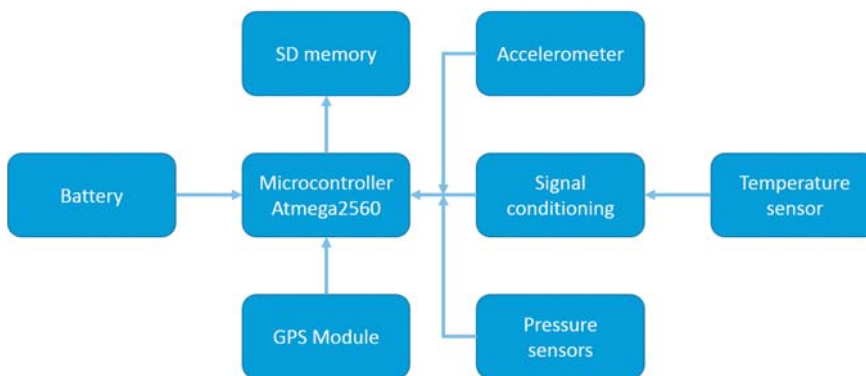 SD memory
Accelerometer
Battery
Microcontroller
Atmega2560
Signal
conditioning
Temperature
sensor
GPS Module
Pressure
sensors